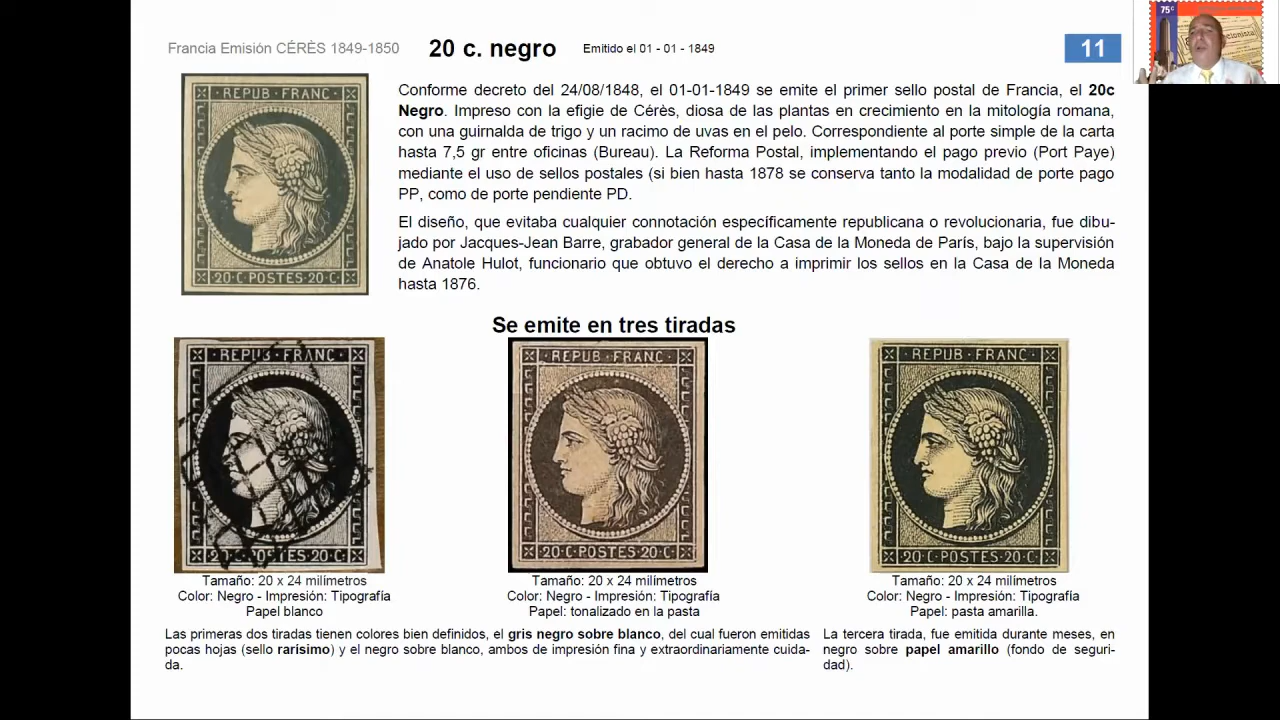 Francia Emisión CÉRÈS 1849-1850
20 c. negro
Emitido el 01 - 01 - 1849
11
75c
REPUB·FRANC
20·C·POSTES·20·C
Conforme decreto del 24/08/1848, el 01-01-1849 se emite el primer sello postal de Francia, el 20c
Negro. Impreso con la efigie de Cérès, diosa de las plantas en crecimiento en la mitología romana,
con una guirnalda de trigo y un racimo de uvas en el pelo. Correspondiente al porte simple de la carta
hasta 7,5 gr entre oficinas (Bureau). La Reforma Postal, implementando el pago previo (Port Paye)
mediante el uso de sellos postales (si bien hasta 1878 se conserva tanto la modalidad de porte pago
PP, como de porte pendiente PD.
El diseño, que evitaba cualquier connotación específicamente republicana o revolucionaria, fue dibu-
jado por Jacques-Jean Barre, grabador general de la Casa de la Moneda de París, bajo la supervisión
de Anatole Hulot, funcionario que obtuvo el derecho a imprimir los sellos en la Casa de la Moneda
hasta 1876.
Se emite en tres tiradas
REPUB·FRANC
20·C·POSTES·20·C
Tamaño: 20 x 24 milímetros
Color: Negro - Impresión: Tipografía
Papel blanco
REPUB·FRANC
20·C·POSTES·20·C
Tamaño: 20 x 24 milímetros
Color: Negro - Impresión: Tipografía
Papel: tonalizado en la pasta
REPUB·FRANC
20·C·POSTES·20·C
Tamaño: 20 x 24 milímetros
Color: Negro - Impresión: Tipografía
Papel: pasta amarilla.
Las primeras dos tiradas tienen colores bien definidos, el gris negro sobre blanco, del cual fueron emitidas
pocas hojas (sello rarísimo) y el negro sobre blanco, ambos de impresión fina y extraordinariamente cuida-
da.
La tercera tirada, fue emitida durante meses, en
negro sobre papel amarillo (fondo de seguri-
dad).